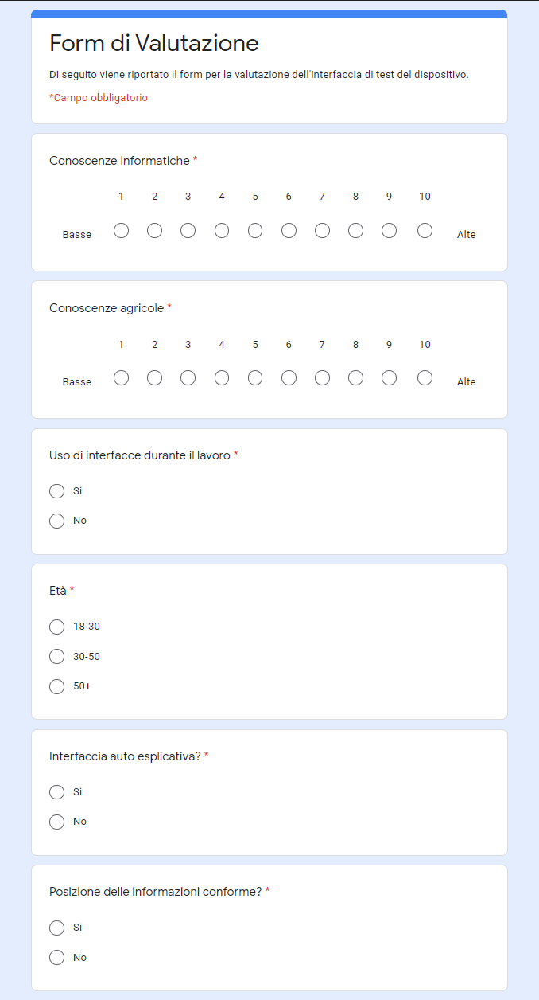 Form di Valutazione
Di seguito viene riportato il form per la valutazione dell'interfaccia di test del dispositivo.
*Campo obbligatorio
Conoscenze Informatiche *
1 2 3 4 5 6 7 8 9 10
Basse Alte
Conoscenze agricole *
1 2 3 4 5 6 7 8 9 10
Basse Alte
Uso di interfacce durante il lavoro *
Si
No
Età *
18-30
30-50
50+
Interfaccia auto esplicativa? *
Si
No
Posizione delle informazioni conforme? *
Si
No